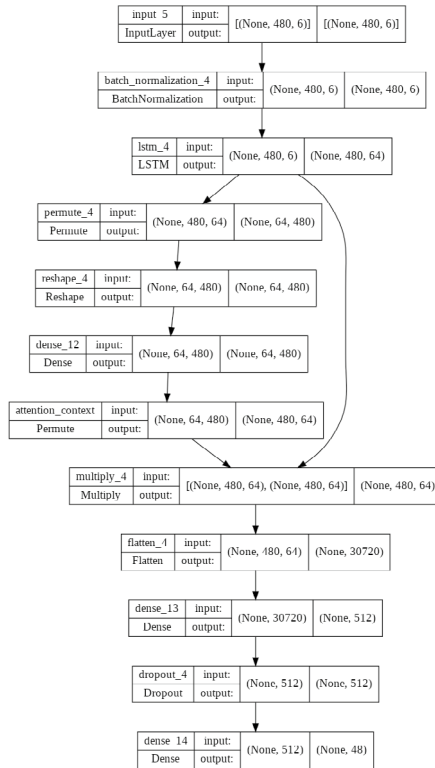 input_5 input: [(None, 480, 6)] [(None, 480, 6)]
InputLayer output:
batch_normalization_4 input: (None, 480, 6) (None, 480, 6)
BatchNormalization output:
lstm_4 input: (None, 480, 6) (None, 480, 64)
LSTM output:
permute_4 input: (None, 480, 64) (None, 64, 480)
Permute output:
reshape_4 input: (None, 64, 480) (None, 64, 480)
Reshape output:
dense_12 input: (None, 64, 480) (None, 64, 480)
Dense output:
attention_context input: (None, 64, 480) (None, 480, 64)
Permute output:
multiply_4 input: [(None, 480, 64), (None, 480, 64)] (None, 480, 64)
Multiply output:
flatten_4 input: (None, 480, 64) (None, 30720)
Flatten output:
dense_13 input: (None, 30720) (None, 512)
Dense output:
dropout_4 input: (None, 512) (None, 512)
Dropout output:
dense_14 input: (None, 512) (None, 48)
Dense output: